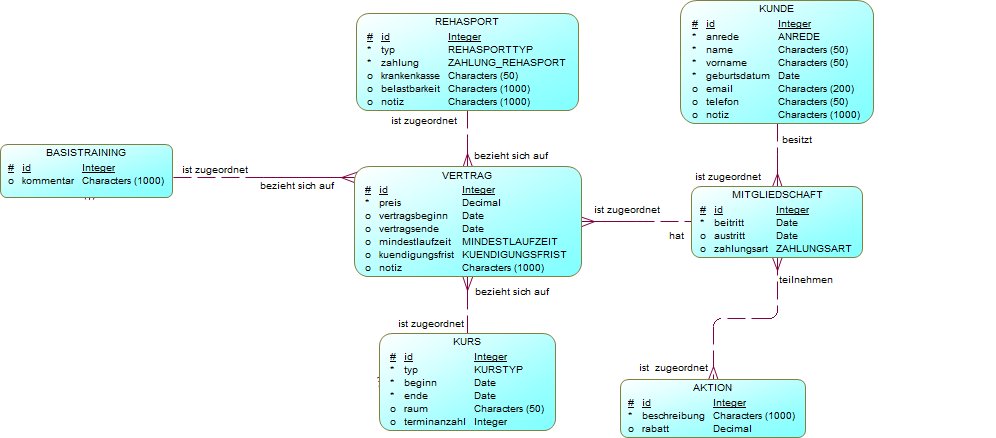 REHASPORT
# id Integer
* typ REHASPORTTYP
* zahlung ZAHLUNG_REHASPORT
o krankenkasse Characters (50)
o belastbarkeit Characters (1000)
o notiz Characters (1000)
KUNDE
# id Integer
* anrede ANREDE
* name Characters (50)
* vorname Characters (50)
* geburtsdatum Date
o email Characters (200)
o telefon Characters (50)
o notiz Characters (1000)
ist zugeordnet
bezieht sich auf
besitzt
ist zugeordnet
BASISTRAINING
# id Integer
o kommentar Characters (1000)
ist zugeordnet
bezieht sich auf
VERTRAG
# id Integer
* preis Decimal
o vertragsbeginn Date
o vertragsende Date
o mindestlaufzeit MINDESTLAUFZEIT
o kuendigungsfrist KUENDIGUNGSFRIST
o notiz Characters (1000)
ist zugeordnet
hat
MITGLIEDSCHAFT
# id Integer
* beitritt Date
o austritt Date
o zahlungsart ZAHLUNGSART
bezieht sich auf
ist zugeordnet
teilnehmen
ist zugeordnet
KURS
# id Integer
* typ KURSTYP
* beginn Date
* ende Date
o raum Characters (50)
o terminanzahl Integer
AKTION
# id Integer
* beschreibung Characters (1000)
o rabatt Decimal